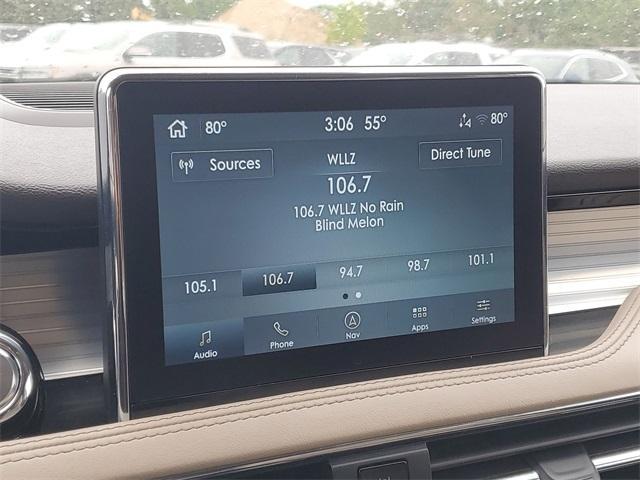 80° 3:06 55° 80°
Sources WLLZ Direct Tune
106.7
106.7 WLLZ No Rain
Blind Melon
105.1 106.7 94.7 98.7 101.1
Audio Phone Nav Apps Settings